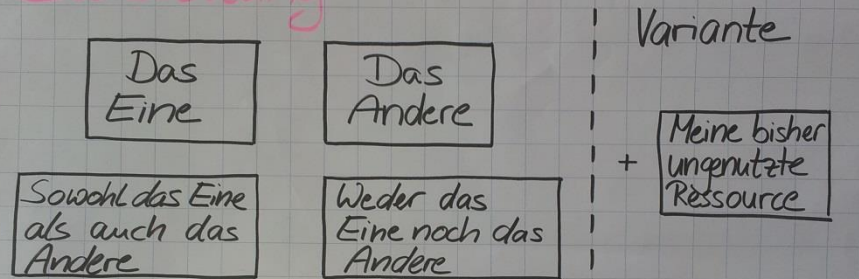 Das
Eine
Das
Andere
Sowohl das Eine
als auch das
Andere
Weder das
Eine noch das
Andere
Variante
+
Meine bisher
ungenutzte
Ressource